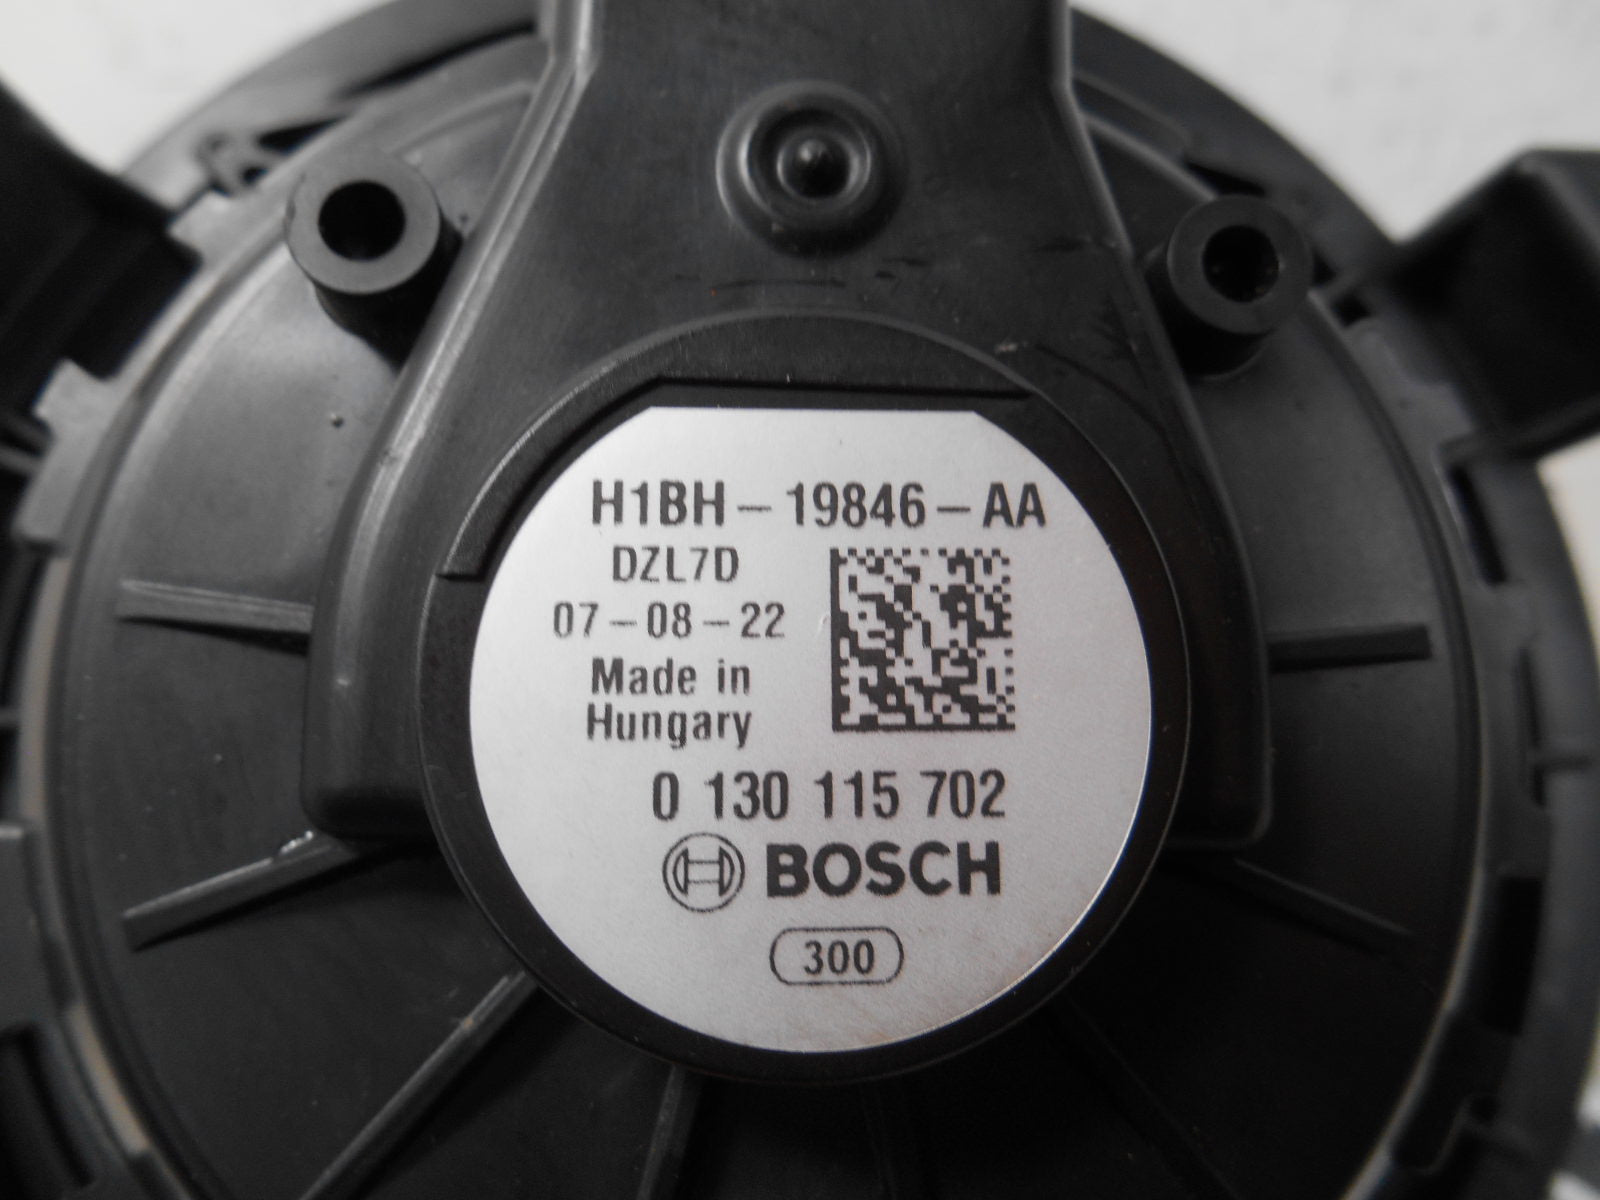 H1BH - 19846 - AA
DZL7D
07 - 08 - 22
Made in
Hungary
0 130 115 702
BOSCH
300